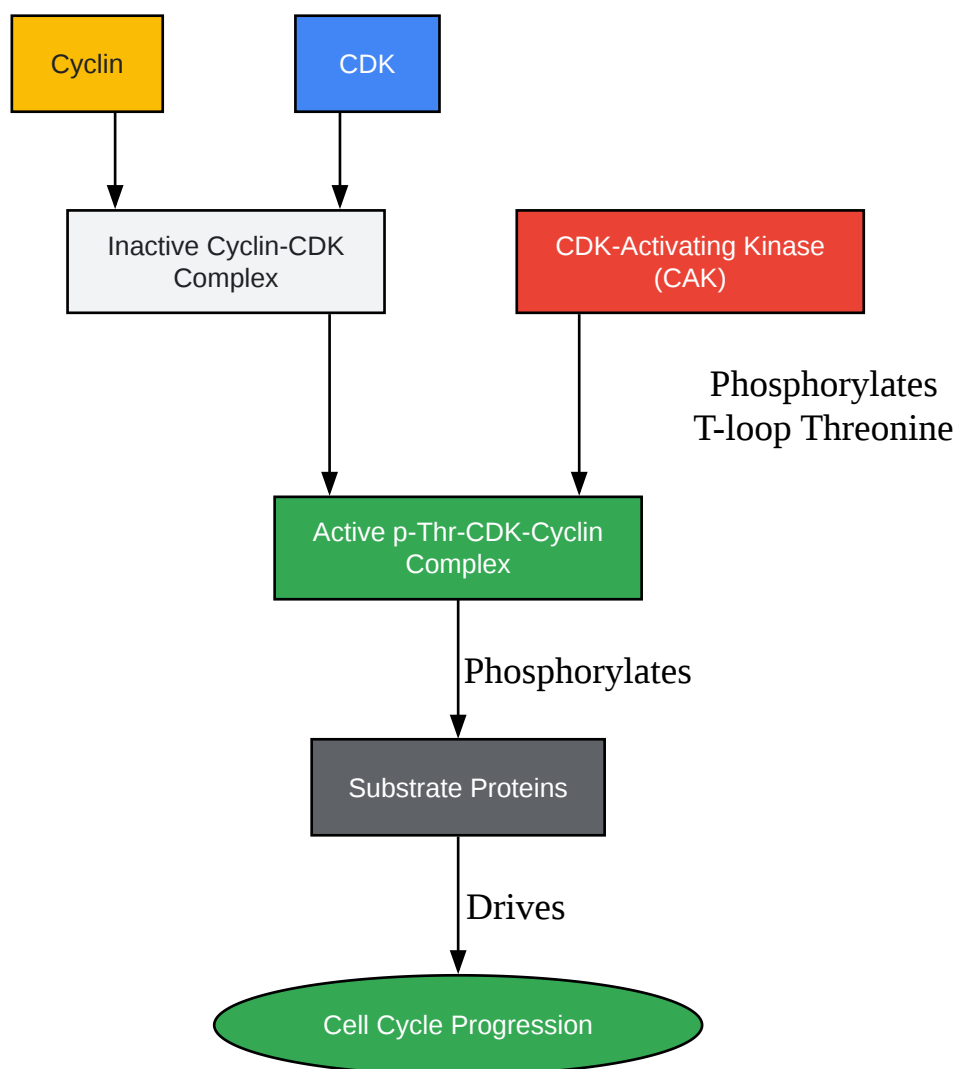 Cyclin
CDK
Inactive Cyclin-CDK
Complex
CDK-Activating Kinase
(CAK)
Phosphorylates
T-loop Threonine
Active p-Thr-CDK-Cyclin
Complex
Phosphorylates
Substrate Proteins
Drives
Cell Cycle Progression